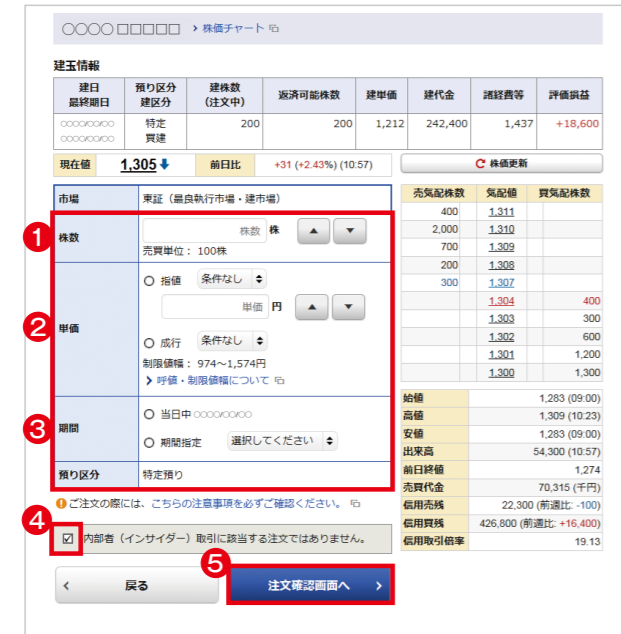 ○○○○ □□□□□ > 株価チャート
建玉情報
建日 最終期日 預り区分 建区分 建株数 (注文中) 返済可能株数 建単価 建代金 諸経費等 評価損益
○○○○/○○/○○ ○○○○/○○/○○ 特定 買建 200 200 1,212 242,400 1,437 +18,600
現在値 1,305 前日比 +31 (+2.43%) (10:57) 株価更新
市場 東証（最良執行市場・建市場）
1 株数 株数 株 ▲ ▼
売買単位： 100株
2 単価 ○ 指値 条件なし
単価 円 ▲ ▼
○ 成行 条件なし
制限値幅： 974～1,574円
> 呼値・制限値幅について
3 期間 ○ 当日中 ○○○○/○○/○○
○ 期間指定 選択してください
預り区分 特定預り
! ご注文の際には、こちらの注意事項を必ずご確認ください。
4 ☑ 内部者（インサイダー）取引に該当する注文ではありません。
< 戻る
5 注文確認画面へ >
売気配株数 気配値 買気配株数
400 1,311
2,000 1,310
700 1,309
200 1,308
300 1,307
1,304 400
1,303 300
1,302 600
1,301 1,200
1,300 1,300
始値 1,283 (09:00)
高値 1,309 (10:23)
安値 1,283 (09:00)
出来高 54,300 (10:57)
前日終値 1,274
売買代金 70,315 (千円)
信用売残 22,300 (前週比: -100)
信用買残 426,800 (前週比: +16,400)
信用取引倍率 19.13